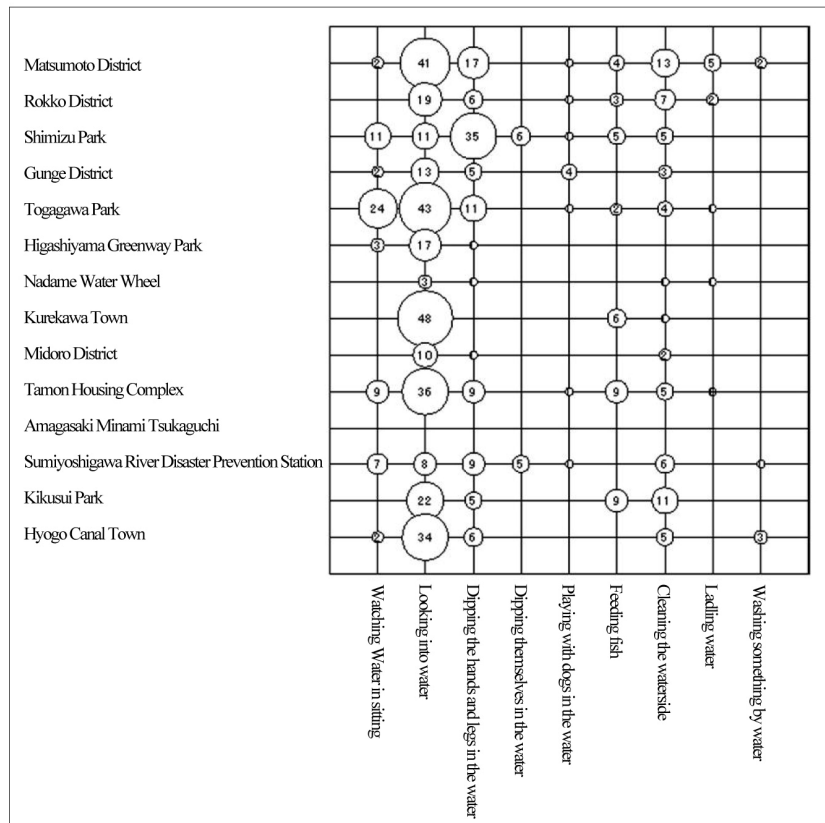 Matsumoto District 2 41 17 4 13 5 2
Rokko District 19 6 3 7 2
Shimizu Park 11 11 35 6 5 5
Gunge District 2 13 5 4 3
Togagawa Park 24 43 11 2 4
Higashiyama Greenway Park 3 17
Nadame Water Wheel 3
Kurekawa Town 48 6
Midoro District 10 2
Tamon Housing Complex 9 36 9 9 5
Amagasaki Minami Tsukaguchi
Sumiyoshigawa River Disaster Prevention Station 7 8 9 5 6
Kikusui Park 22 5 9 11
Hyogo Canal Town 2 34 6 5 3
Watching Water in sitting
Looking into water
Dipping the hands and legs in the water
Dipping themselves in the water
Playing with dogs in the water
Feeding fish
Cleaning the waterside
Ladling water
Washing something by water